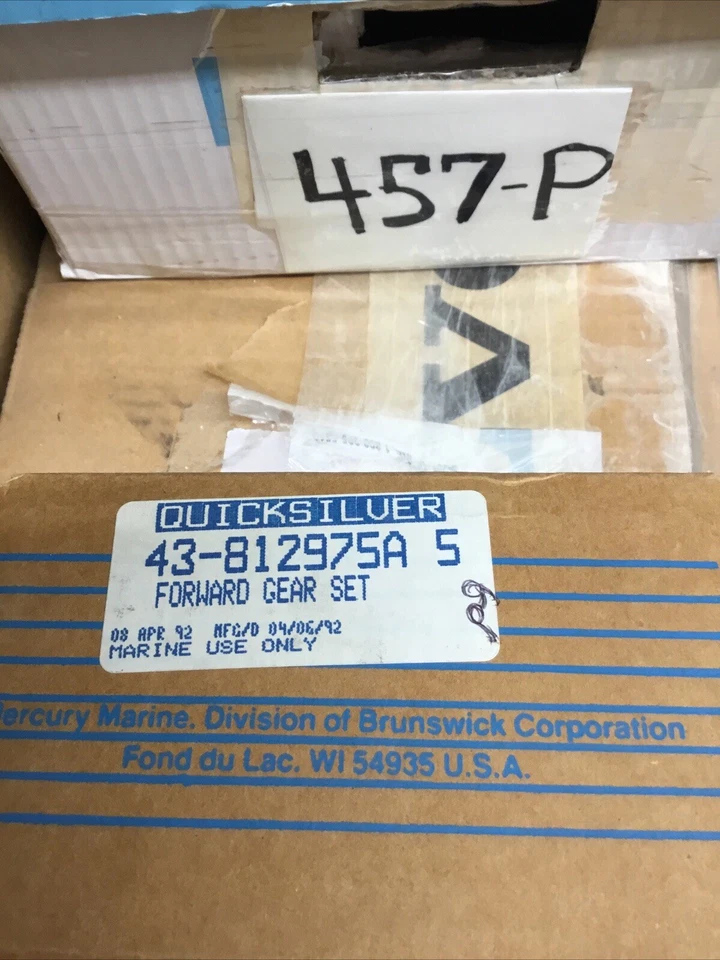 457-P
QUICKSILVER
43-812975A 5
FORWARD GEAR SET
08 APR 92 MFG/D 04/06/92
MARINE USE ONLY
Mercury Marine. Division of Brunswick Corporation
Fond du Lac. WI 54935 U.S.A.